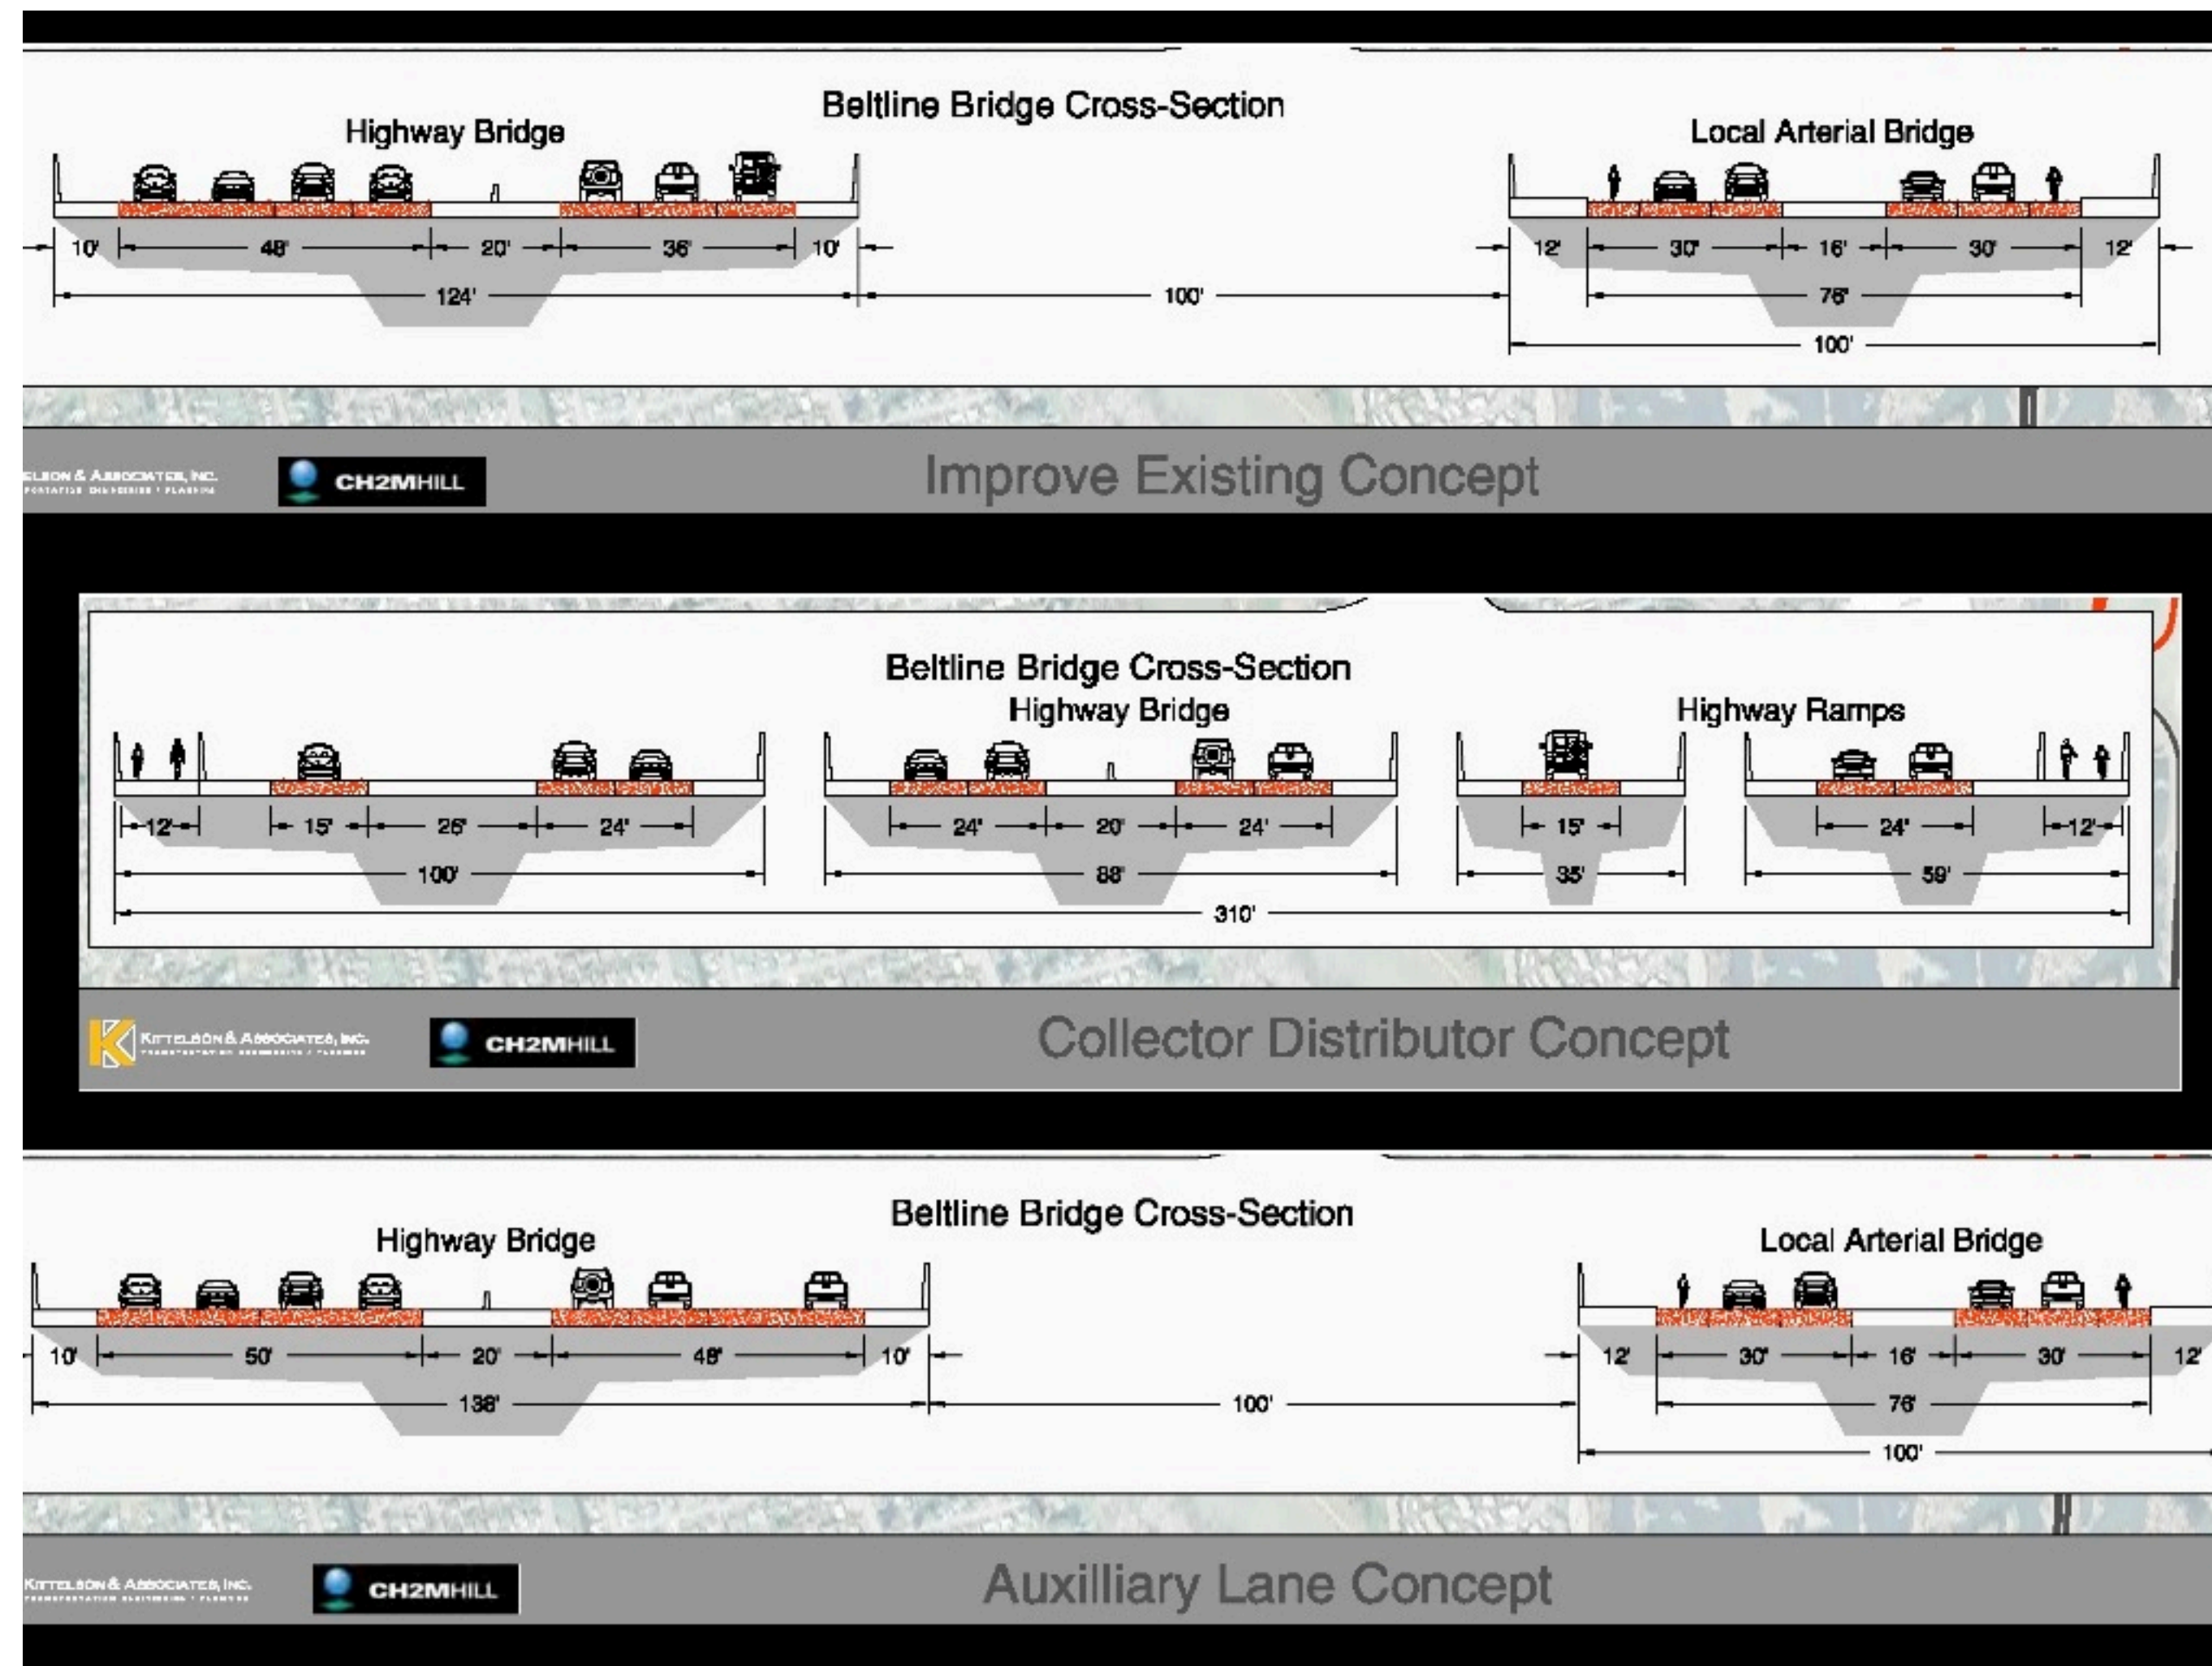 Beltline Bridge Cross-Section
Highway Bridge
Local Arterial Bridge
10' 48' 20' 36' 10' 12' 30' 16' 30' 12'
124' 100' 76'
100'
ELSON & ASSOCIATES, INC.
CH2MHILL
Improve Existing Concept
Beltline Bridge Cross-Section
Highway Bridge
Highway Ramps
12' 15' 26' 24' 24' 20' 24' 15' 24' 12'
100' 88' 35' 59'
310'
KITTELSON & ASSOCIATES, INC.
CH2MHILL
Collector Distributor Concept
Beltline Bridge Cross-Section
Highway Bridge
Local Arterial Bridge
10' 50' 20' 48' 10' 12' 30' 16' 30' 12'
138' 100' 76'
100'
KITTELSON & ASSOCIATES, INC.
CH2MHILL
Auxilliary Lane Concept